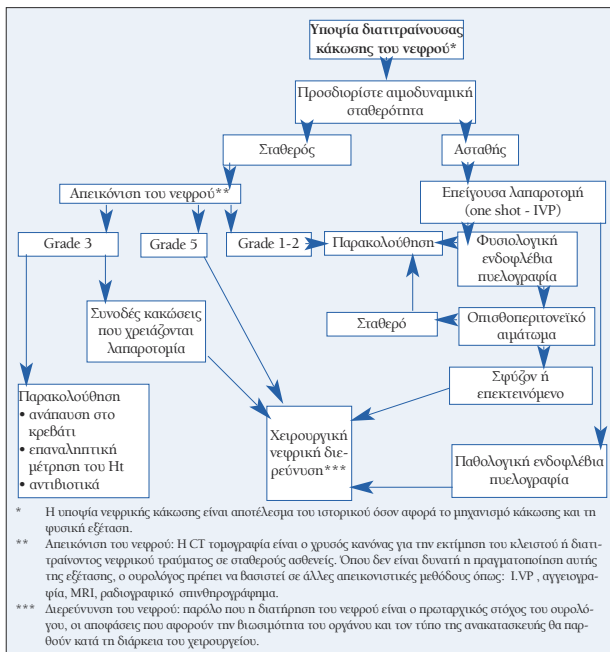 Υποψία διατιτραίνουσας
κάκωσης του νεφρού*
Προσδιορίστε αιμοδυναμική
σταθερότητα
Σταθερός
Ασταθής
Απεικόνιση του νεφρού**
Επείγουσα λαπαροτομή
(one shot - IVP)
Grade 3
Grade 5
Grade 1-2
Παρακολούθηση
Φυσιολογική
ενδοφλέβια
πυελογραφία
Συνοδές κακώσεις
που χρειάζονται
λαπαροτομία
Σταθερό
Οπισθοπεριτονεϊκό
αιμάτωμα
Σφύζον ή
επεκτεινόμενο
Παρακολούθηση
• ανάπαυση στο
κρεβάτι
• επαναληπτική
μέτρηση του Ht
• αντιβιοτικά
Χειρουργική
νεφρική διε-
ρεύνηση***
Παθολογική ενδοφλέβια
πυελογραφία
* Η υποψία νεφρικής κάκωσης είναι αποτέλεσμα του ιστορικού όσον αφορά το μηχανισμό κάκωσης και τη
φυσική εξέταση.
** Απεικόνιση του νεφρού: Η CT τομογραφία είναι ο χρυσός κανόνας για την εκτίμηση του κλειστού ή διατι-
τραίνοντος νεφρικού τραύματος σε σταθερούς ασθενείς. Όπου δεν είναι δυνατή η πραγματοποίηση αυτής
της εξέτασης, ο ουρολόγος πρέπει να βασιστεί σε άλλες απεικονιστικές μεθόδους όπως: I.VP , αγγειογρα-
φία, MRI, ραδιογραφικό σπινθηρογράφημα.
*** Διερεύνυνση του νεφρού: παρόλο που η διατήρηση του νεφρού είναι ο πρωταρχικός στόχος του ουρολό-
γου, οι αποφάσεις που αφορούν την βιωσιμότητα του οργάνου και τον τύπο της ανακατασκευής θα παρ-
θούν κατά τη διάρκεια του χειρουργείου.